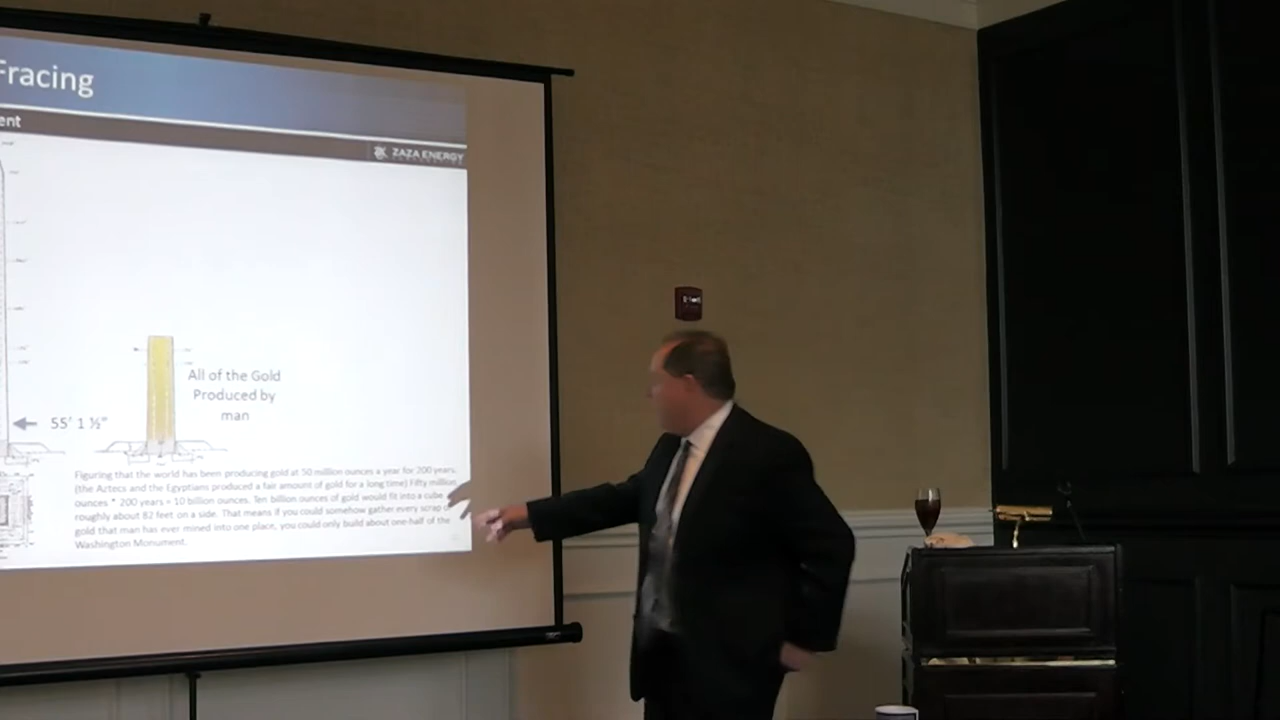 Fracing
ent
ZAZA ENERGY
All of the Gold
Produced by
man
55' 1 ½"
Figuring that the world has been producing gold at 50 million ounces a year for 200 years,
(the Aztecs and the Egyptians produced a fair amount of gold for a long time) Fifty million
ounces * 200 years = 10 billion ounces. Ten billion ounces of gold would fit into a cube
roughly about 82 feet on a side. That means if you could somehow gather every scrap of
gold that man has ever mined into one place, you could only build about one-half of the
Washington Monument.